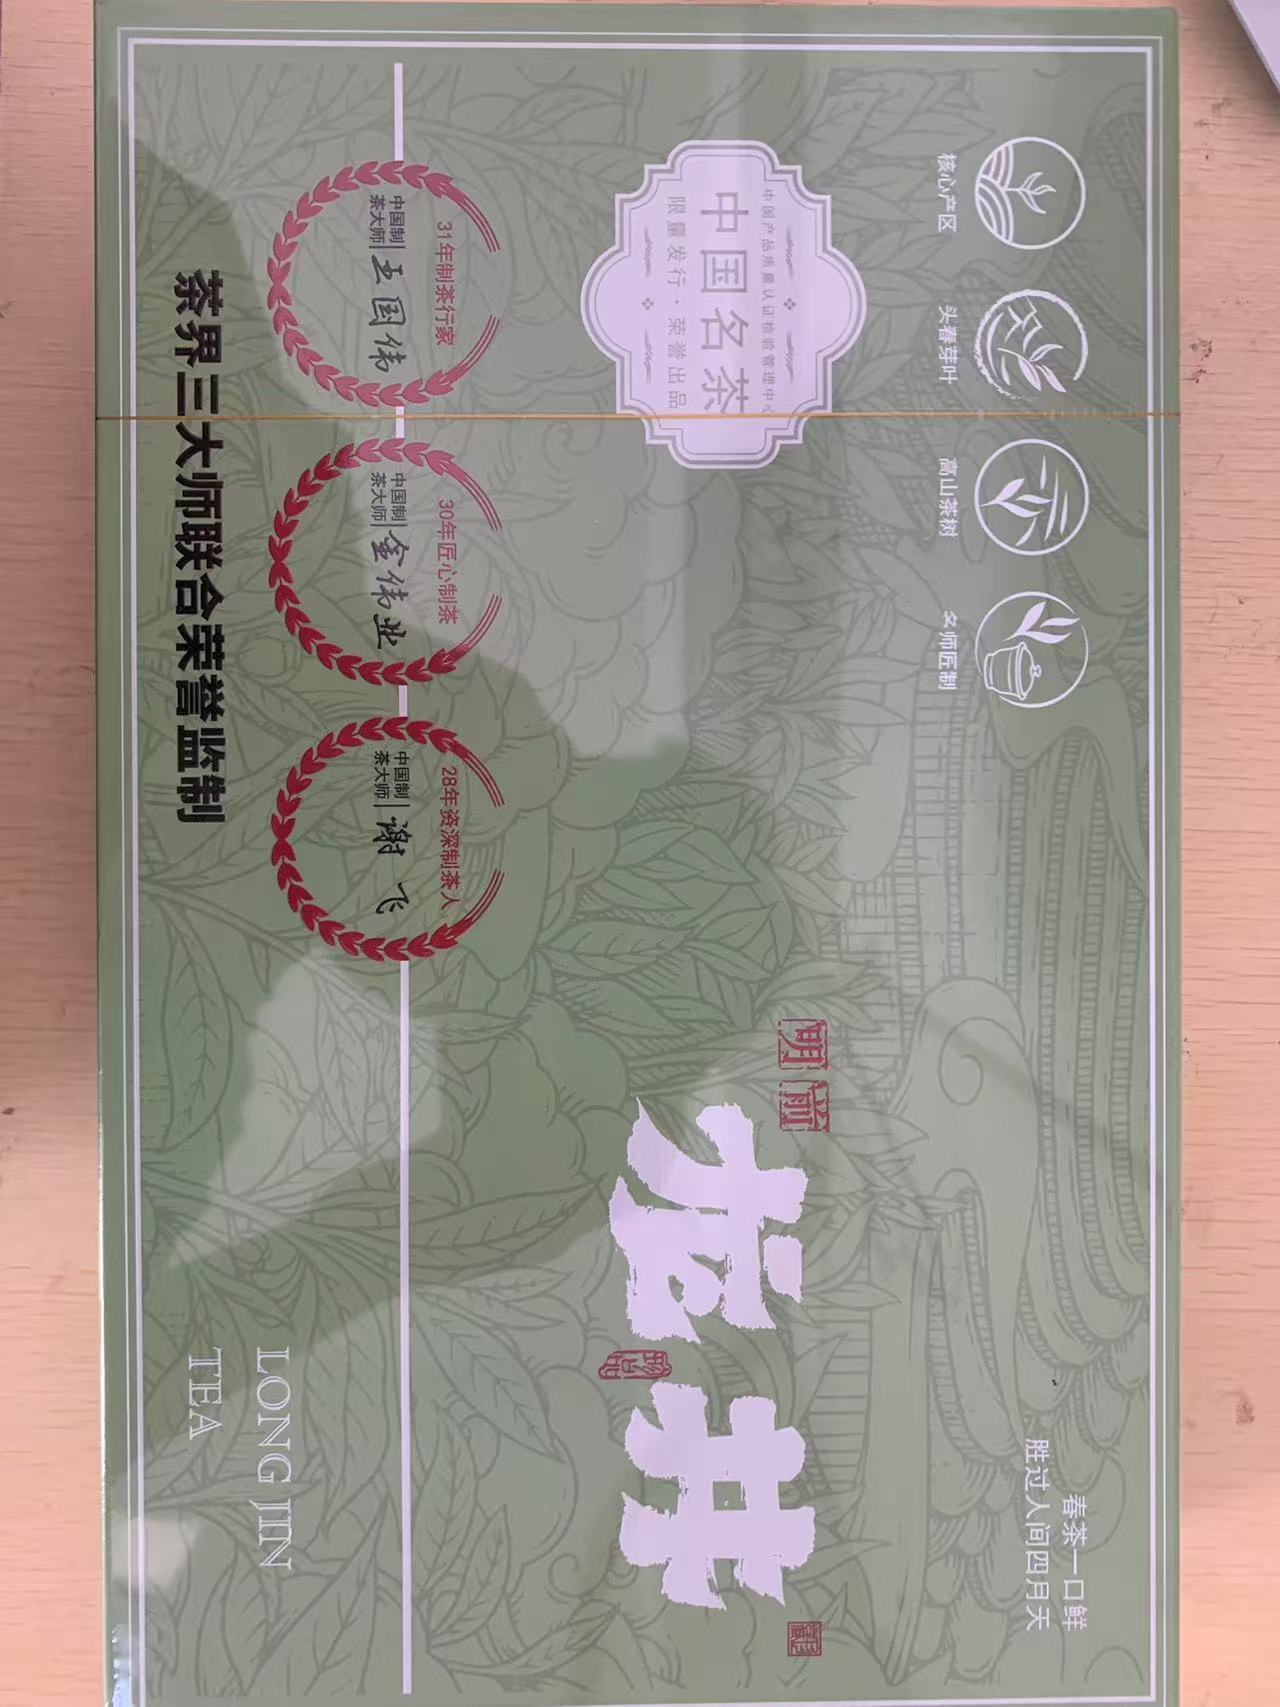 春茶一口鲜
胜过人间四月天
核心产区 头春芽叶 高山茶树 名师匠制
中国产品质量认证检验管理中心
中国名茶
限量发行·荣誉出品
明前
龙井
31年制茶行家
中国制茶大师 王国伟
30年匠心制茶
中国制茶大师 金伟业
28年资深制茶人
中国制茶大师 谢飞
茶界三大师联合荣誉监制
LONG JIN
TEA